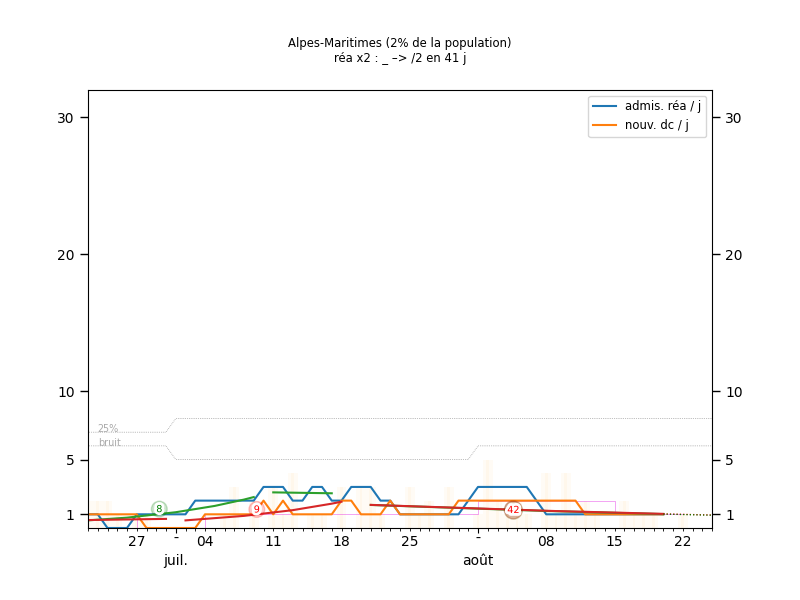 Alpes-Maritimes (2% de la population)
réa x2 : _ –> /2 en 41 j
admis. réa / j
nouv. dc / j
30 30
20 20
10 10
25%
bruit
5 5
8 9 42
1 1
27 - 04 11 18 25 - 08 15 22
juil. août